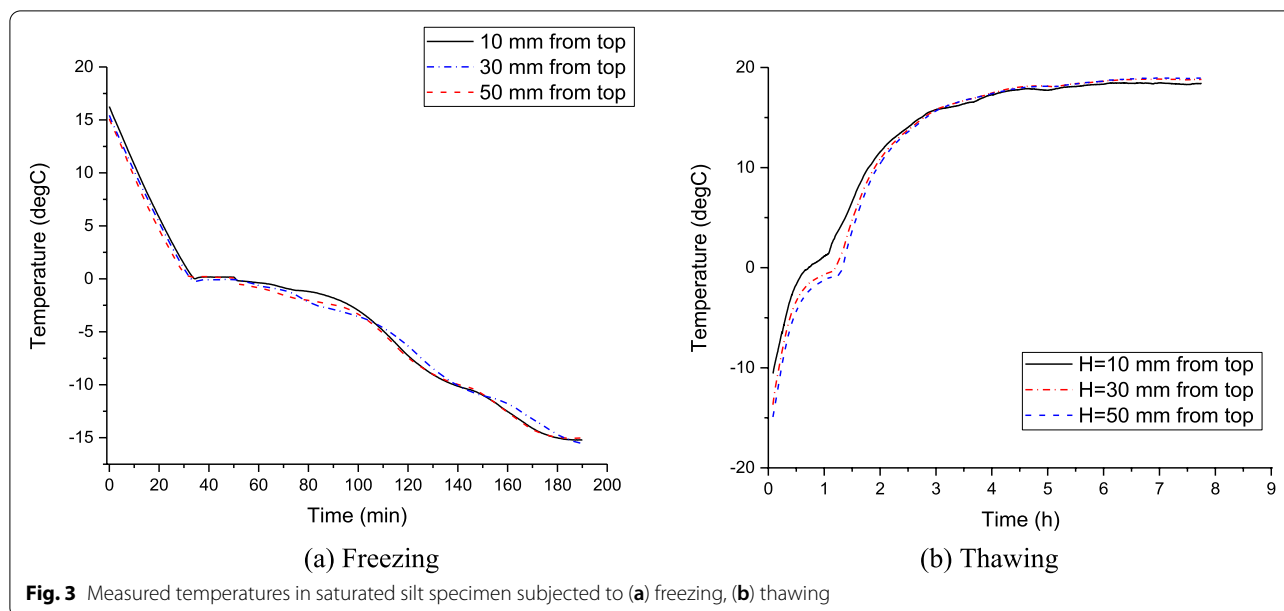 10 mm from top
30 mm from top
50 mm from top
20
15
10
5
0
-5
-10
-15
Temperature (degC)
0 20 40 60 80 100 120 140 160 180 200
Time (min)
(a) Freezing
20
10
0
-10
-20
Temperature (degC)
H=10 mm from top
H=30 mm from top
H=50 mm from top
0 1 2 3 4 5 6 7 8 9
Time (h)
(b) Thawing
Fig. 3 Measured temperatures in saturated silt specimen subjected to (a) freezing, (b) thawing